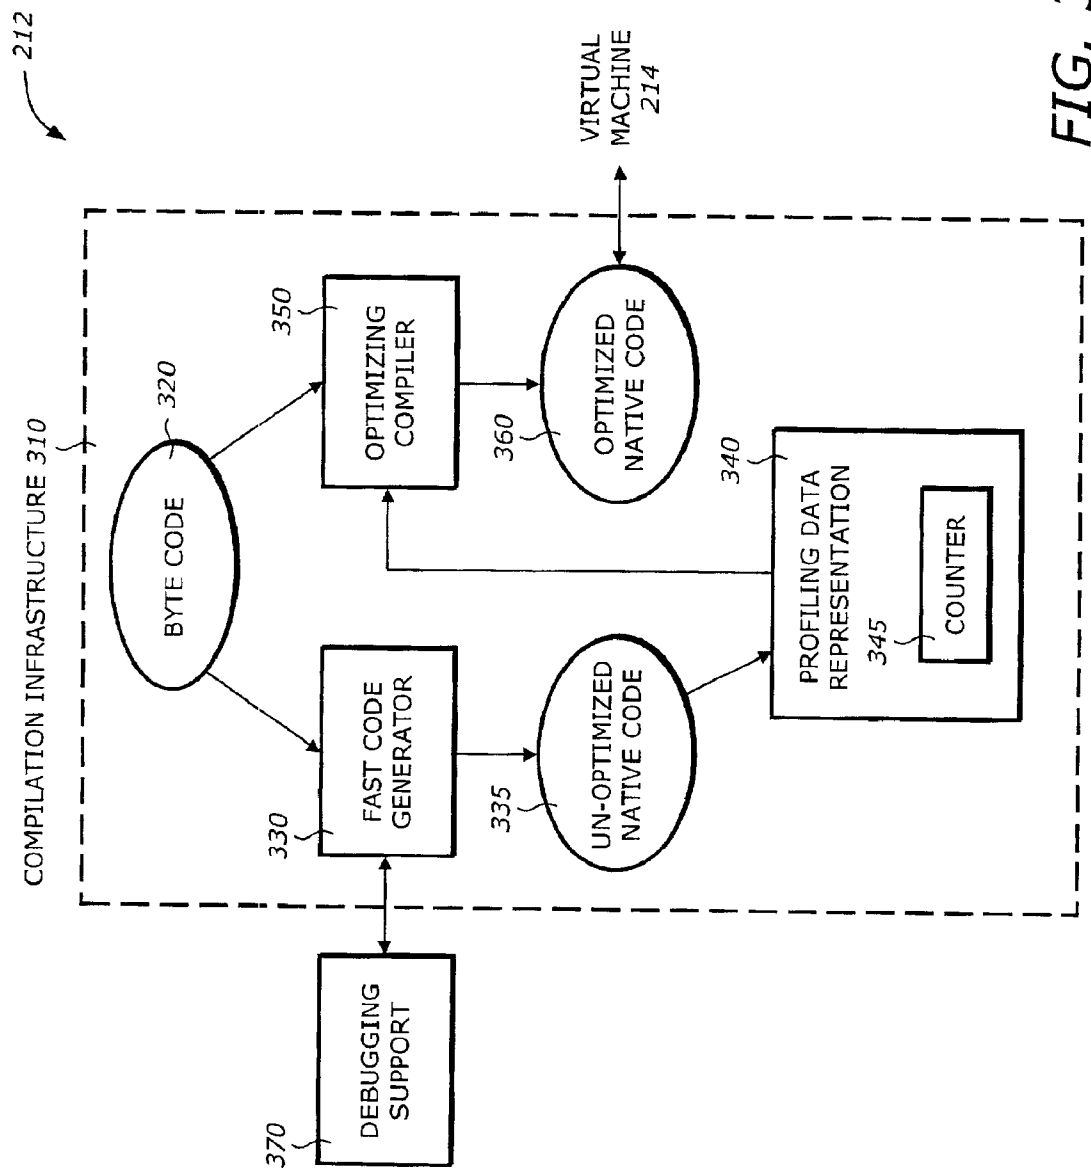 212
COMPILATION INFRASTRUCTURE 310
BYTE CODE
320
330
FAST CODE
GENERATOR
350
OPTIMIZING
COMPILER
370
DEBUGGING
SUPPORT
335
UN-OPTIMIZED
NATIVE CODE
360
OPTIMIZED
NATIVE CODE
VIRTUAL
MACHINE
214
340
PROFILING DATA
REPRESENTATION
345
COUNTER
FIG.